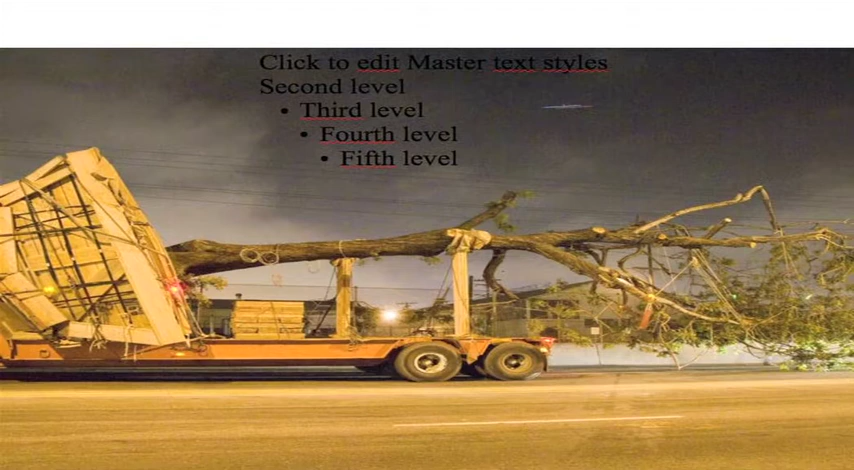 Click to edit Master text styles
Second level
• Third level
• Fourth level
• Fifth level